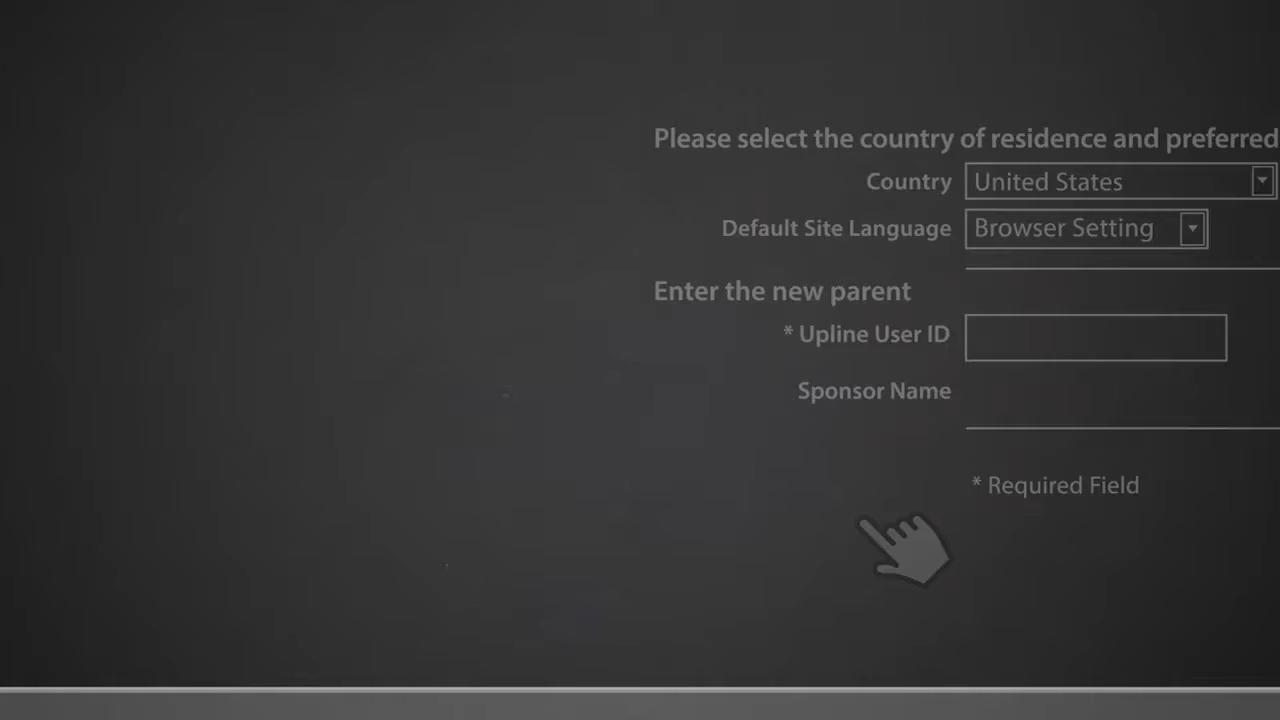 Please select the country of residence and preferred
Country United States
Default Site Language Browser Setting
Enter the new parent
* Upline User ID
Sponsor Name
* Required Field